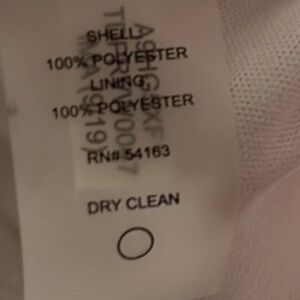 SHELL:
100% POLYESTER
LINING:
100% POLYESTER
RN# 54163
DRY CLEAN